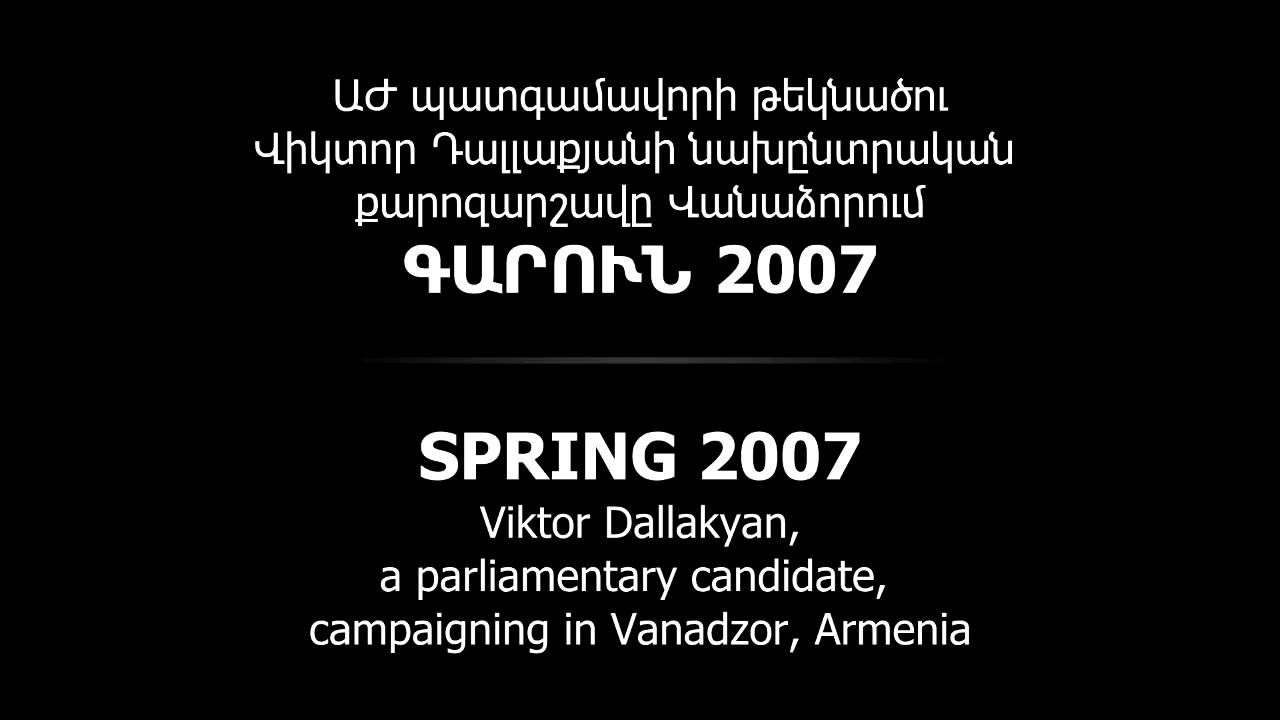 ԱԺ պատգամավորի թեկնածու
Վիկտոր Դալլաքյանի նախընտրական
քարոզարշավը Վանաձորում
ԳԱՐՈՒՆ 2007
SPRING 2007
Viktor Dallakyan,
a parliamentary candidate,
campaigning in Vanadzor, Armenia